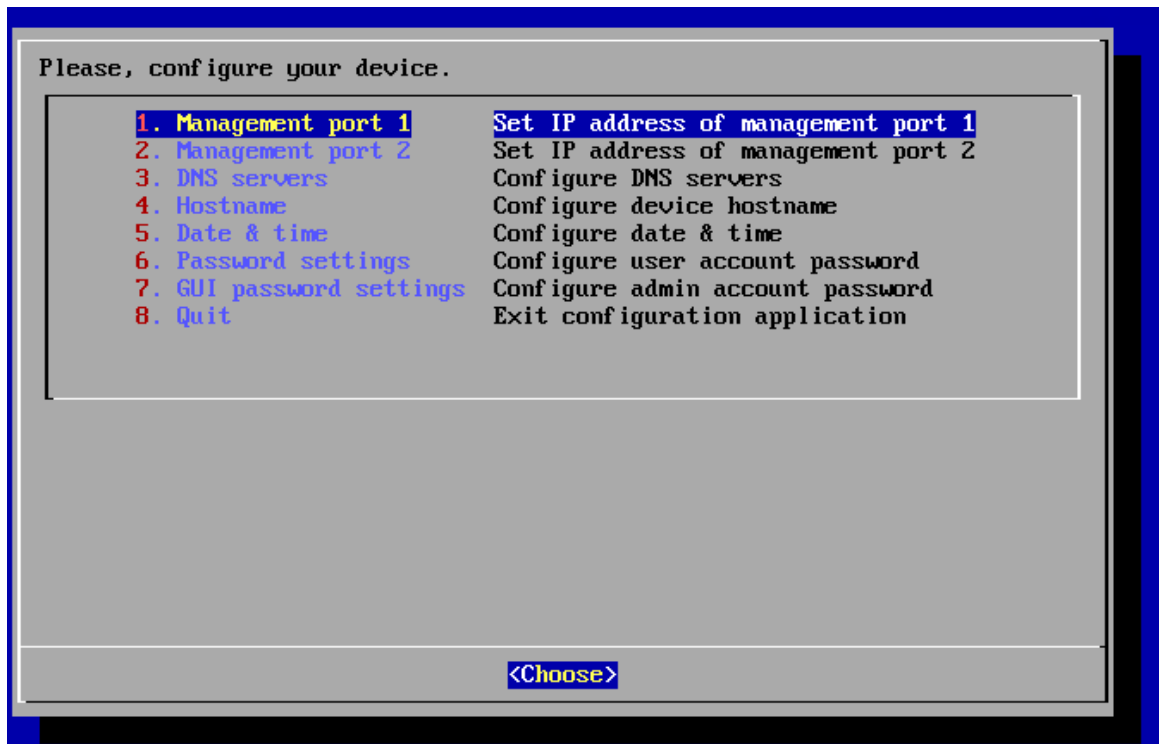 Please, configure your device.
1. Management port 1 Set IP address of management port 1
2. Management port 2 Set IP address of management port 2
3. DNS servers Configure DNS servers
4. Hostname Configure device hostname
5. Date & time Configure date & time
6. Password settings Configure user account password
7. GUI password settings Configure admin account password
8. Quit Exit configuration application
<Choose>